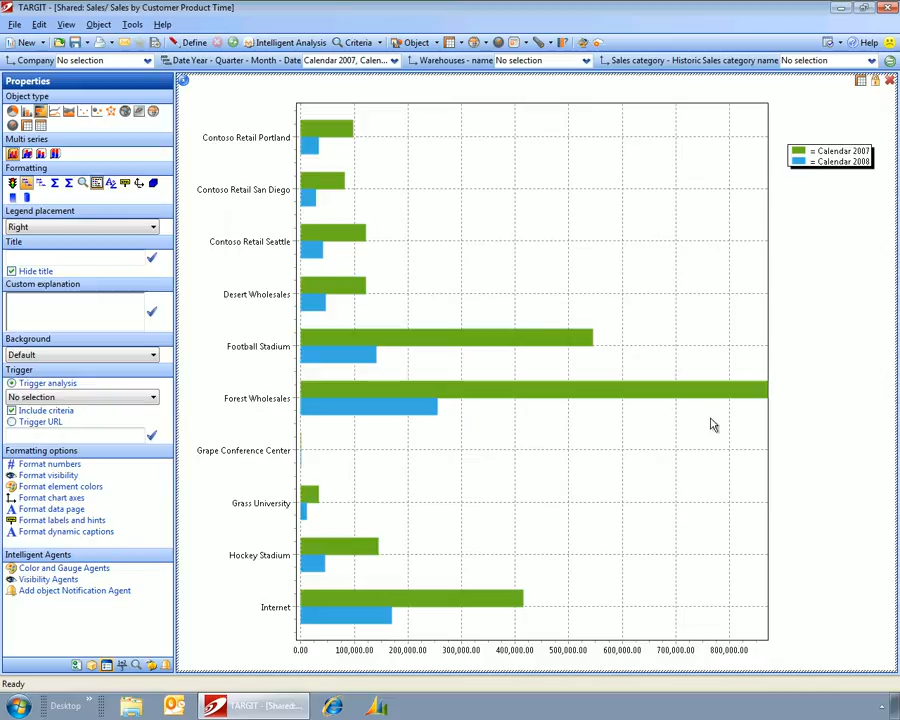 TARGIT - [Shared: Sales/ Sales by Customer Product Time]
File Edit View Object Tools Help
New Define Intelligent Analysis Criteria Object Help
Company No selection Date Year - Quarter - Month - Date Calendar 2007, Calen... Warehouses - name No selection Sales category - Historic Sales category name No selection
Properties
Object type
Multi series
Formatting
Legend placement
Right
Title
Hide title
Custom explanation
Background
Default
Trigger
Trigger analysis
No selection
Include criteria
Trigger URL
Formatting options
Format numbers
Format visibility
Format element colors
Format chart axes
Format data page
Format labels and hints
Format dynamic captions
Intelligent Agents
Color and Gauge Agents
Visibility Agents
Add object Notification Agent
Contoso Retail Portland
Contoso Retail San Diego
Contoso Retail Seattle
Desert Wholesales
Football Stadium
Forest Wholesales
Grape Conference Center
Grass University
Hockey Stadium
Internet
0.00 100,000.00 200,000.00 300,000.00 400,000.00 500,000.00 600,000.00 700,000.00 800,000.00
= Calendar 2007
= Calendar 2008
Ready
Desktop » TARGIT - [Shared:...